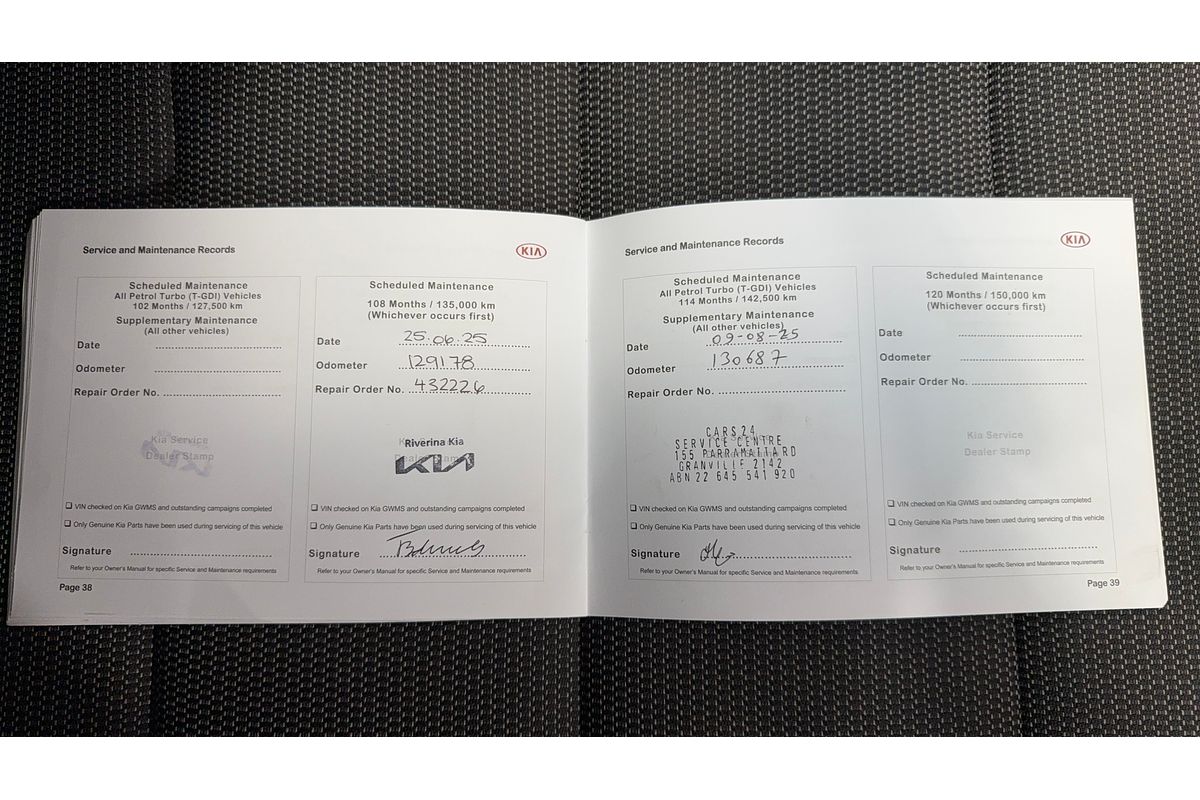 Service and Maintenance Records
KIA
Scheduled Maintenance
All Petrol Turbo (T-GDI) Vehicles
102 Months / 127,500 km
Supplementary Maintenance
(All other vehicles)
Date
Odometer
Repair Order No.
Kia Service
Dealer Stamp
VIN checked on Kia GWMS and outstanding campaigns completed
Only Genuine Kia Parts have been used during servicing of this vehicle
Signature
Refer to your Owner's Manual for specific Service and Maintenance requirements
Page 38
Scheduled Maintenance
108 Months / 135,000 km
(Whichever occurs first)
Date 25.06.25
Odometer 129178
Repair Order No. 432226
Riverina Kia
KIA
VIN checked on Kia GWMS and outstanding campaigns completed
Only Genuine Kia Parts have been used during servicing of this vehicle
Signature
Refer to your Owner's Manual for specific Service and Maintenance requirements
Service and Maintenance Records
KIA
Scheduled Maintenance
All Petrol Turbo (T-GDI) Vehicles
114 Months / 142,500 km
Supplementary Maintenance
(All other vehicles)
Date 09-08-25
Odometer 130687
Repair Order No.
CARS24
SERVICE CENTRE
155 PARRAMATTA RD
GRANVILLE 2142
ABN 22 645 541 920
VIN checked on Kia GWMS and outstanding campaigns completed
Only Genuine Kia Parts have been used during servicing of this vehicle
Signature
Refer to your Owner's Manual for specific Service and Maintenance requirements
Scheduled Maintenance
120 Months / 150,000 km
(Whichever occurs first)
Date
Odometer
Repair Order No.
Kia Service
Dealer Stamp
VIN checked on Kia GWMS and outstanding campaigns completed
Only Genuine Kia Parts have been used during servicing of this vehicle
Signature
Refer to your Owner's Manual for specific Service and Maintenance requirements
Page 39